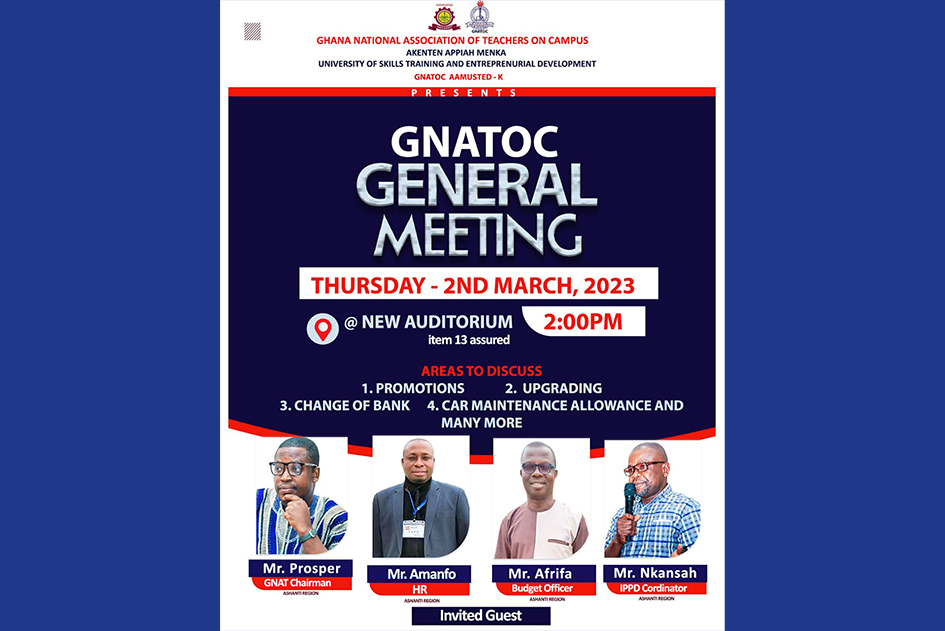 GNATOC
GHANA NATIONAL ASSOCIATION OF TEACHERS ON CAMPUS
AKENTEN APPIAH MENKA
UNIVERSITY OF SKILLS TRAINING AND ENTREPRENURIAL DEVELOPMENT
GNATOC AAMUSTED - K
PRESENTS
GNATOC
GENERAL
MEETING
THURSDAY - 2ND MARCH, 2023
@ NEW AUDITORIUM 2:00PM
item 13 assured
AREAS TO DISCUSS
1. PROMOTIONS 2. UPGRADING
3. CHANGE OF BANK 4. CAR MAINTENANCE ALLOWANCE AND
MANY MORE
Mr. Prosper
GNAT Chairman
ASHANTI REGION
Mr. Amanfo
HR
ASHANTI REGION
Mr. Afrifa
Budget Officer
ASHANTI REGION
Mr. Nkansah
IPPD Cordinator
ASHANTI REGION
Invited Guest